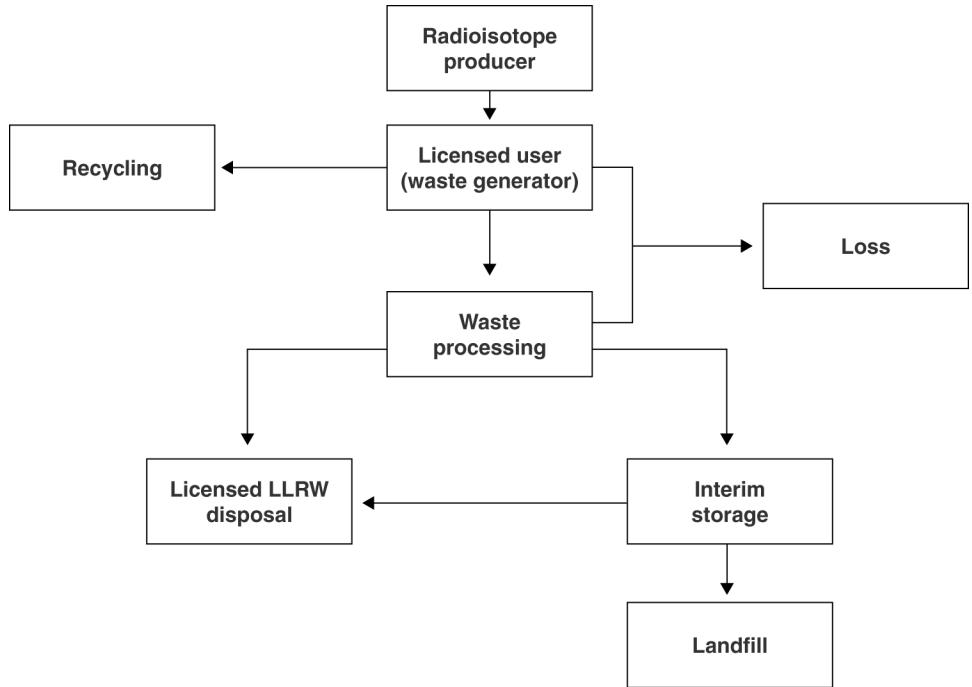 Radioisotope
producer
Recycling
Licensed user
(waste generator)
Loss
Waste
processing
Licensed LLRW
disposal
Interim
storage
Landfill